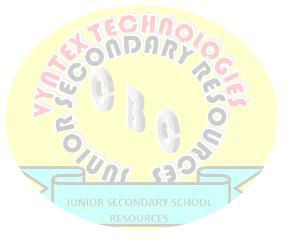 VYNTEX TECHNOLOGIES
JUNIOR SECONDARY RESOURCES
CBC
JUNIOR SECONDARY SCHOOL
RESOURCES